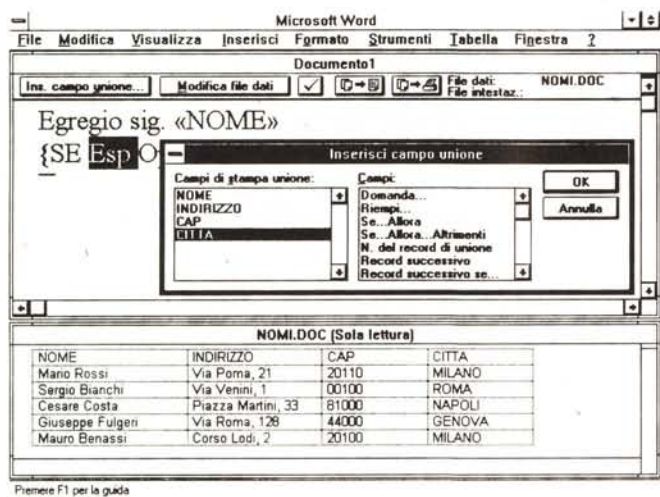 Microsoft Word
File Modifica Visualizza Inserisci Formato Strumenti Tabella Finestra ?
Documento1
Ins. campo unione... Modifica file dati File dati: NOMI.DOC
File intestaz.:
Egregio sig. «NOME»
{SE Esp O
Inserisci campo unione
Campi di stampa unione: Campi:
NOME Domanda... OK
INDIRIZZO Riempi... Annulla
CAP Se...Allora
CITTA Se...Allora...Altrimenti
N. del record di unione
Record successivo
Record successivo se...
NOMI.DOC (Sola lettura)
NOME INDIRIZZO CAP CITTA
Mario Rossi Via Poma, 21 20110 MILANO
Sergio Bianchi Via Venini, 1 00100 ROMA
Cesare Costa Piazza Martini, 33 81000 NAPOLI
Giuseppe Fulgeri Via Roma, 128 44000 GENOVA
Mauro Benassi Corso Lodi, 2 20100 MILANO
Premere F1 per la guida